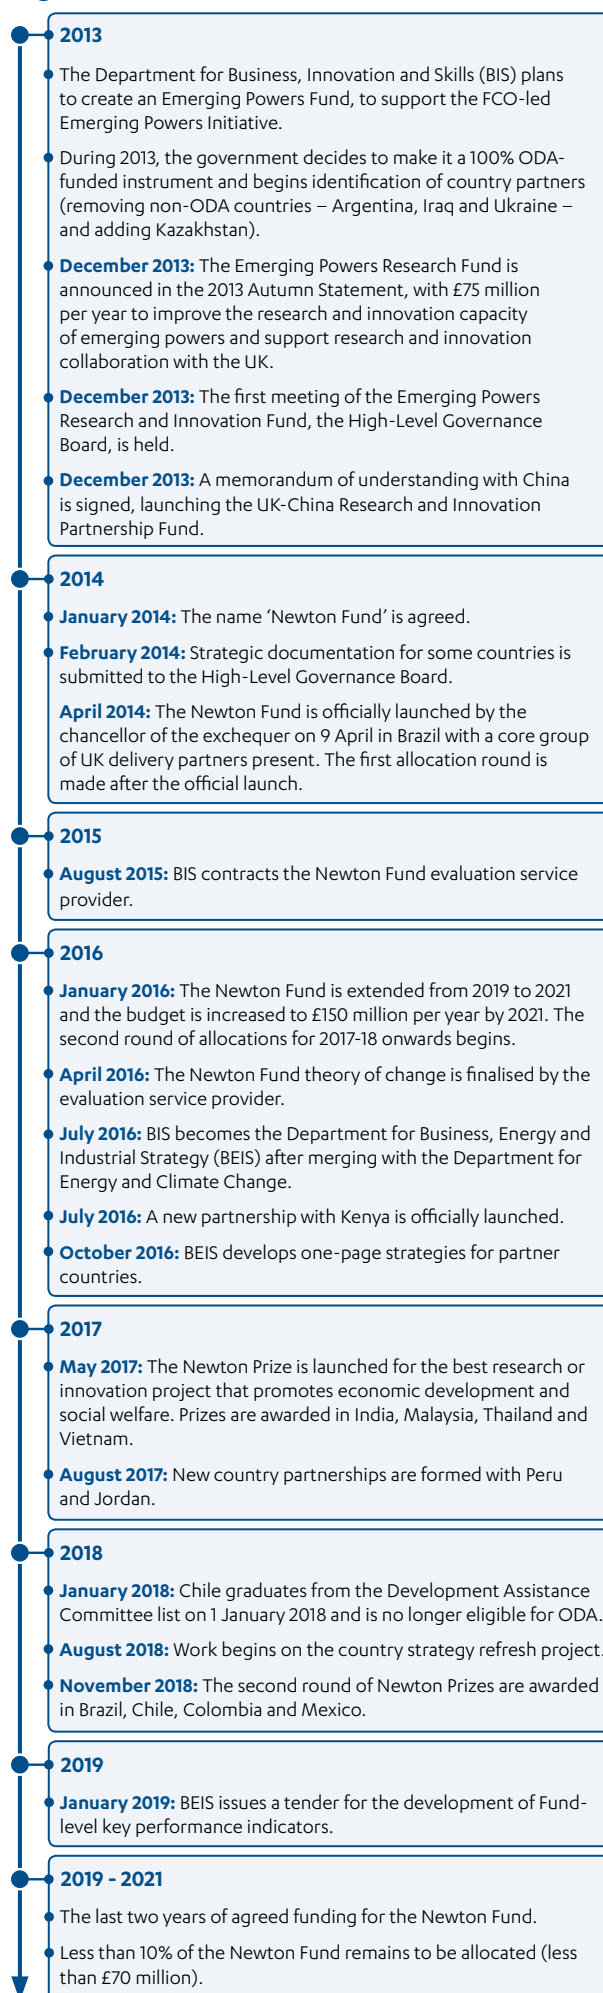 2013
The Department for Business, Innovation and Skills (BIS) plans
to create an Emerging Powers Fund, to support the FCO-led
Emerging Powers Initiative.
During 2013, the government decides to make it a 100% ODA-
funded instrument and begins identification of country partners
(removing non-ODA countries – Argentina, Iraq and Ukraine –
and adding Kazakhstan).
December 2013: The Emerging Powers Research Fund is
announced in the 2013 Autumn Statement, with £75 million
per year to improve the research and innovation capacity
of emerging powers and support research and innovation
collaboration with the UK.
December 2013: The first meeting of the Emerging Powers
Research and Innovation Fund, the High-Level Governance
Board, is held.
December 2013: A memorandum of understanding with China
is signed, launching the UK-China Research and Innovation
Partnership Fund.
2014
January 2014: The name ‘Newton Fund’ is agreed.
February 2014: Strategic documentation for some countries is
submitted to the High-Level Governance Board.
April 2014: The Newton Fund is officially launched by the
chancellor of the exchequer on 9 April in Brazil with a core group
of UK delivery partners present. The first allocation round is
made after the official launch.
2015
August 2015: BIS contracts the Newton Fund evaluation service
provider.
2016
January 2016: The Newton Fund is extended from 2019 to 2021
and the budget is increased to £150 million per year by 2021. The
second round of allocations for 2017-18 onwards begins.
April 2016: The Newton Fund theory of change is finalised by the
evaluation service provider.
July 2016: BIS becomes the Department for Business, Energy and
Industrial Strategy (BEIS) after merging with the Department for
Energy and Climate Change.
July 2016: A new partnership with Kenya is officially launched.
October 2016: BEIS develops one-page strategies for partner
countries.
2017
May 2017: The Newton Prize is launched for the best research or
innovation project that promotes economic development and
social welfare. Prizes are awarded in India, Malaysia, Thailand and
Vietnam.
August 2017: New country partnerships are formed with Peru
and Jordan.
2018
January 2018: Chile graduates from the Development Assistance
Committee list on 1 January 2018 and is no longer eligible for ODA.
August 2018: Work begins on the country strategy refresh project.
November 2018: The second round of Newton Prizes are awarded
in Brazil, Chile, Colombia and Mexico.
2019
January 2019: BEIS issues a tender for the development of Fund-
level key performance indicators.
2019 - 2021
The last two years of agreed funding for the Newton Fund.
Less than 10% of the Newton Fund remains to be allocated (less
than £70 million).